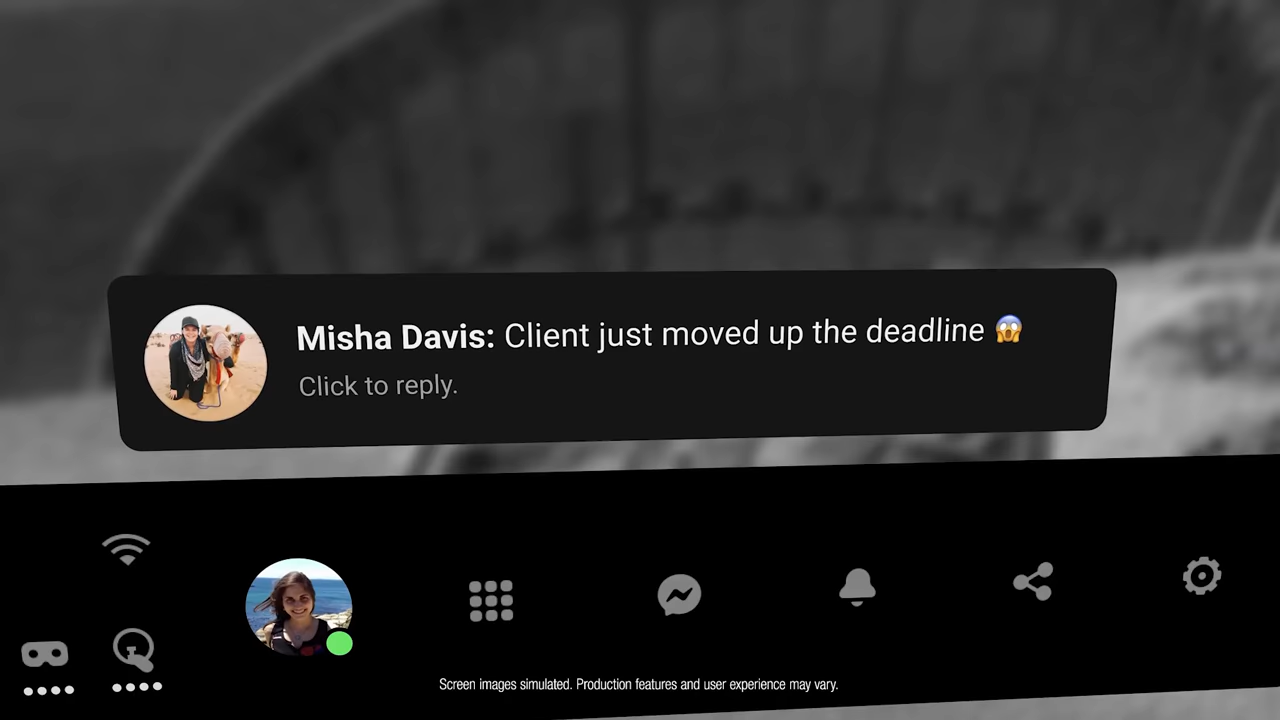 Misha Davis: Client just moved up the deadline 😱
Click to reply.
Screen images simulated. Production features and user experience may vary.